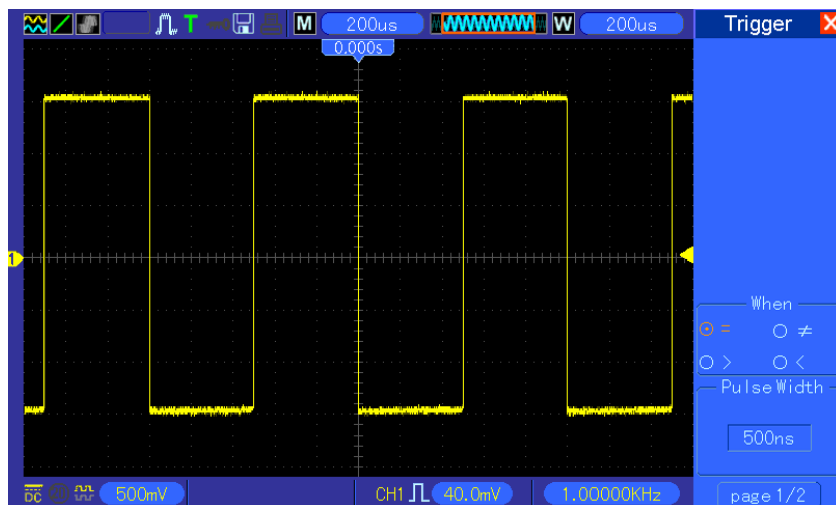 T M 200us W 200us Trigger X
0.000s
1
When
= ≠
> <
Pulse Width
500ns
DC 500mV CH1 40.0mV 1.00000KHz page 1/2